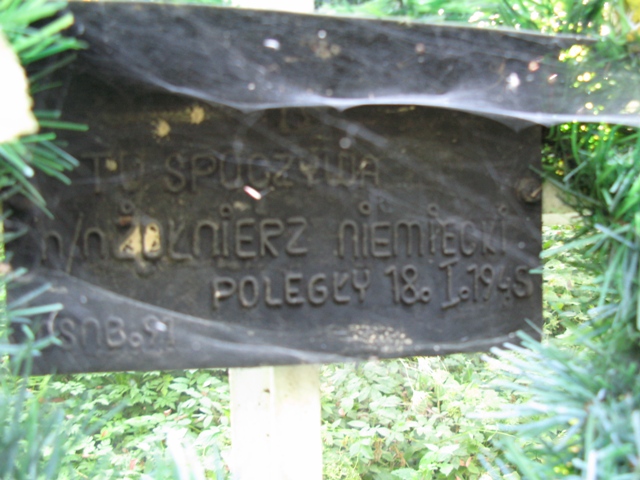 TU SPOCZYWA
n/n ŻOŁNIERZ NIEMIECKI
POLEGŁY 18. I. 1945